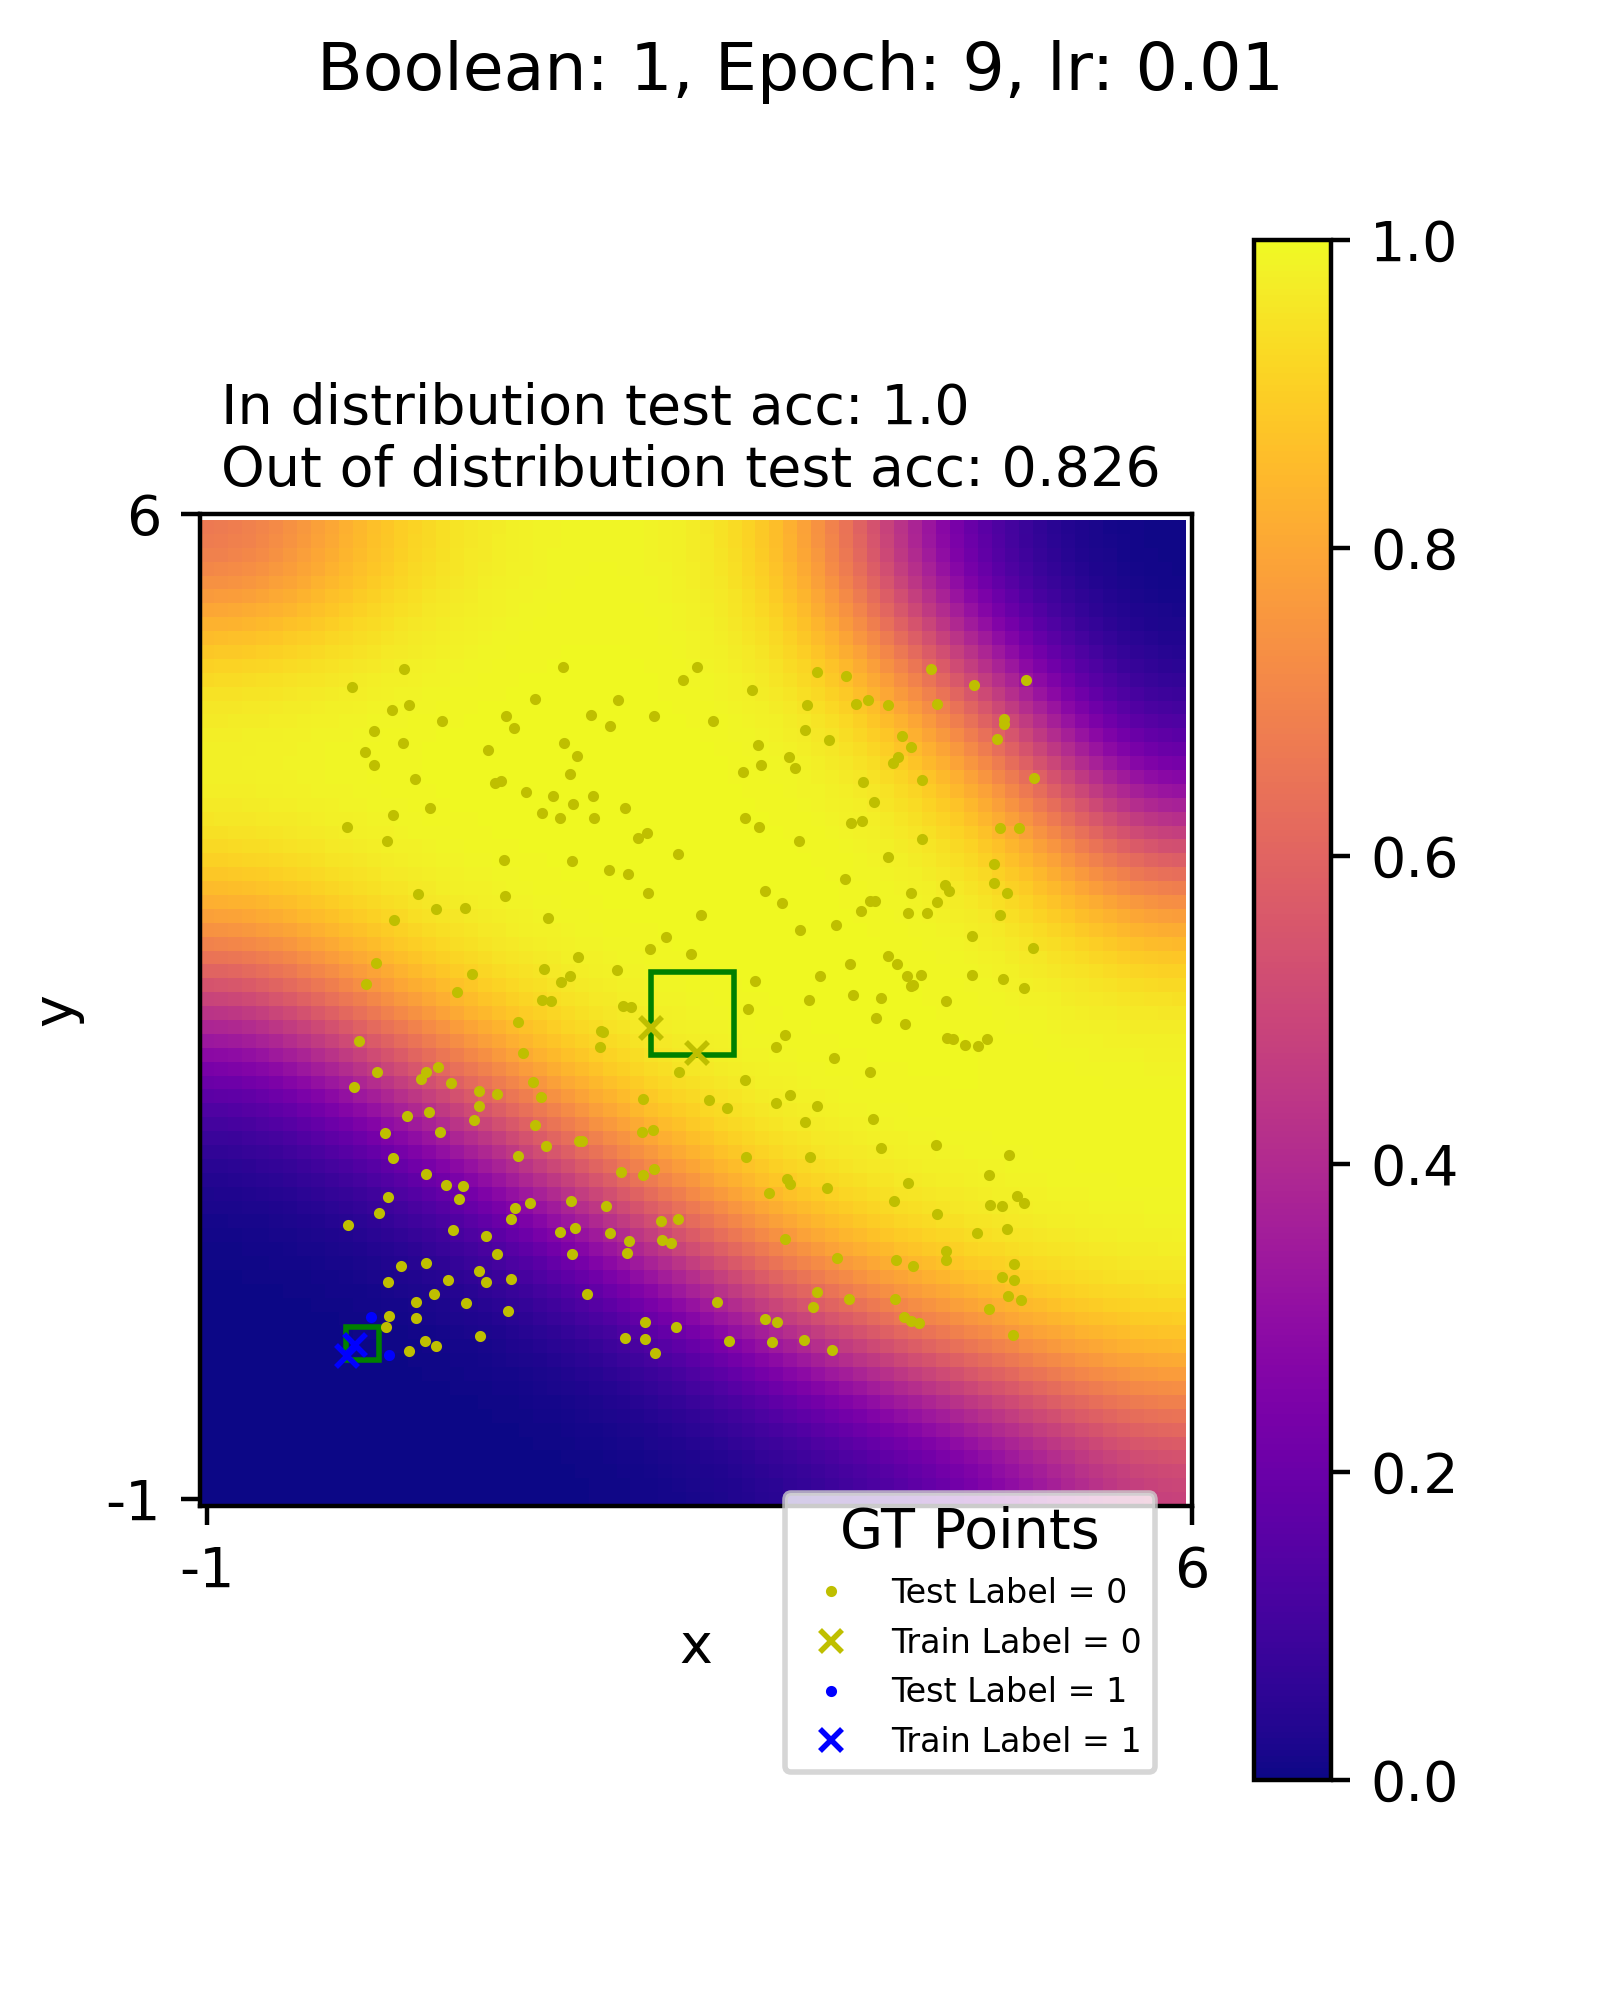 Boolean: 1, Epoch: 9, lr: 0.01
In distribution test acc: 1.0
Out of distribution test acc: 0.826
6
y
-1
-1
6
x
GT Points
Test Label = 0
Train Label = 0
Test Label = 1
Train Label = 1
1.0
0.8
0.6
0.4
0.2
0.0